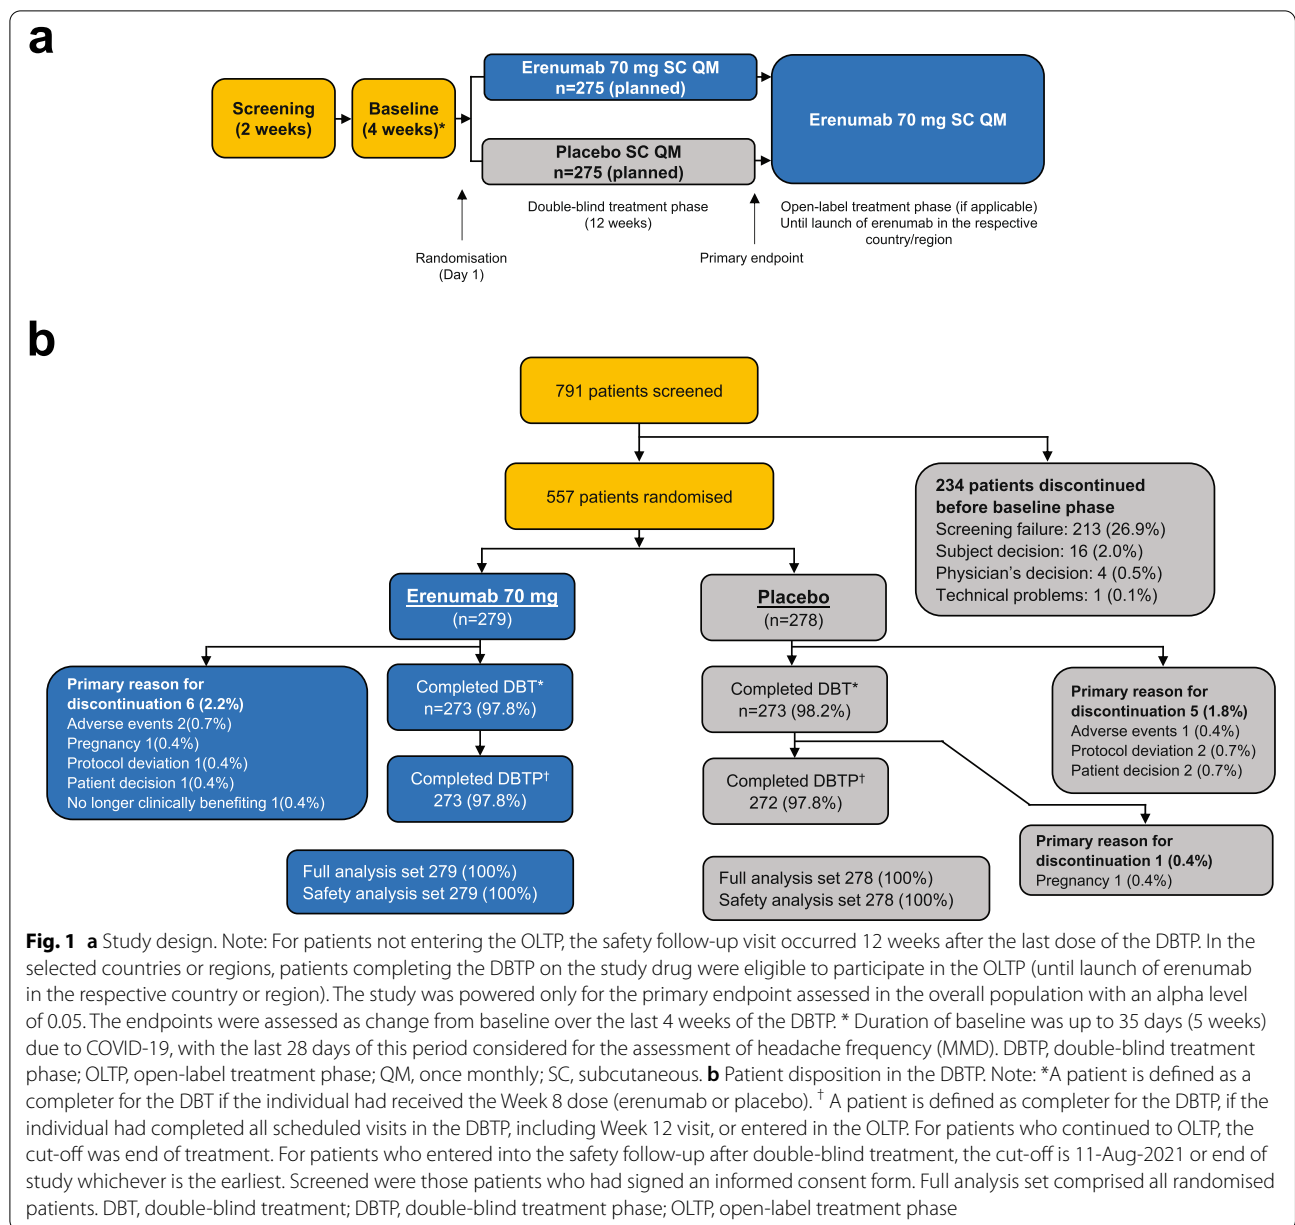 a
Screening
(2 weeks)
Baseline
(4 weeks)*
Erenumab 70 mg SC QM
n=275 (planned)
Placebo SC QM
n=275 (planned)
Erenumab 70 mg SC QM
Double-blind treatment phase
(12 weeks)
Open-label treatment phase (if applicable)
Until launch of erenumab in the respective
country/region
Randomisation
(Day 1)
Primary endpoint
b
791 patients screened
557 patients randomised
234 patients discontinued
before baseline phase
Screening failure: 213 (26.9%)
Subject decision: 16 (2.0%)
Physician's decision: 4 (0.5%)
Technical problems: 1 (0.1%)
Erenumab 70 mg
(n=279)
Placebo
(n=278)
Primary reason for
discontinuation 6 (2.2%)
Adverse events 2(0.7%)
Pregnancy 1(0.4%)
Protocol deviation 1(0.4%)
Patient decision 1(0.4%)
No longer clinically benefiting 1(0.4%)
Completed DBT*
n=273 (97.8%)
Completed DBTP†
273 (97.8%)
Completed DBT*
n=273 (98.2%)
Completed DBTP†
272 (97.8%)
Primary reason for
discontinuation 5 (1.8%)
Adverse events 1 (0.4%)
Protocol deviation 2 (0.7%)
Patient decision 2 (0.7%)
Primary reason for
discontinuation 1 (0.4%)
Pregnancy 1 (0.4%)
Full analysis set 279 (100%)
Safety analysis set 279 (100%)
Full analysis set 278 (100%)
Safety analysis set 278 (100%)
Fig. 1 a Study design. Note: For patients not entering the OLTP, the safety follow-up visit occurred 12 weeks after the last dose of the DBTP. In the
selected countries or regions, patients completing the DBTP on the study drug were eligible to participate in the OLTP (until launch of erenumab
in the respective country or region). The study was powered only for the primary endpoint assessed in the overall population with an alpha level
of 0.05. The endpoints were assessed as change from baseline over the last 4 weeks of the DBTP. * Duration of baseline was up to 35 days (5 weeks)
due to COVID-19, with the last 28 days of this period considered for the assessment of headache frequency (MMD). DBTP, double-blind treatment
phase; OLTP, open-label treatment phase; QM, once monthly; SC, subcutaneous. b Patient disposition in the DBTP. Note: *A patient is defined as a
completer for the DBT if the individual had received the Week 8 dose (erenumab or placebo). † A patient is defined as completer for the DBTP, if the
individual had completed all scheduled visits in the DBTP, including Week 12 visit, or entered in the OLTP. For patients who continued to OLTP, the
cut-off was end of treatment. For patients who entered into the safety follow-up after double-blind treatment, the cut-off is 11-Aug-2021 or end of
study whichever is the earliest. Screened were those patients who had signed an informed consent form. Full analysis set comprised all randomised
patients. DBT, double-blind treatment; DBTP, double-blind treatment phase; OLTP, open-label treatment phase